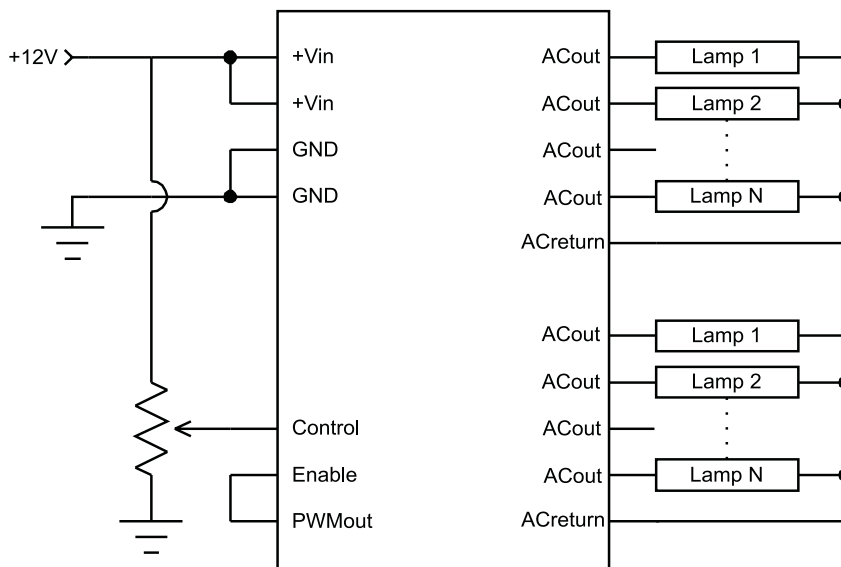 +12V
+Vin
+Vin
GND
GND
Control
Enable
PWMout
ACout
Lamp 1
ACout
Lamp 2
ACout
ACout
Lamp N
ACreturn
ACout
Lamp 1
ACout
Lamp 2
ACout
ACout
Lamp N
ACreturn